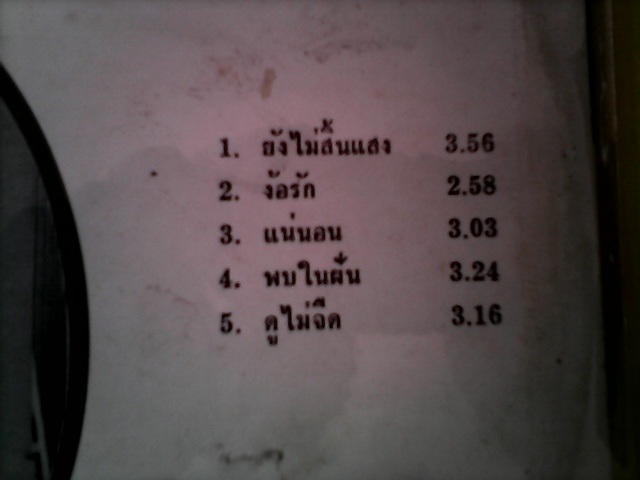 1. ยังไม่สิ้นแสง 3.56
2. ง้อรัก 2.58
3. แน่นอน 3.03
4. พบในฝัน 3.24
5. ดูไม่จืด 3.16